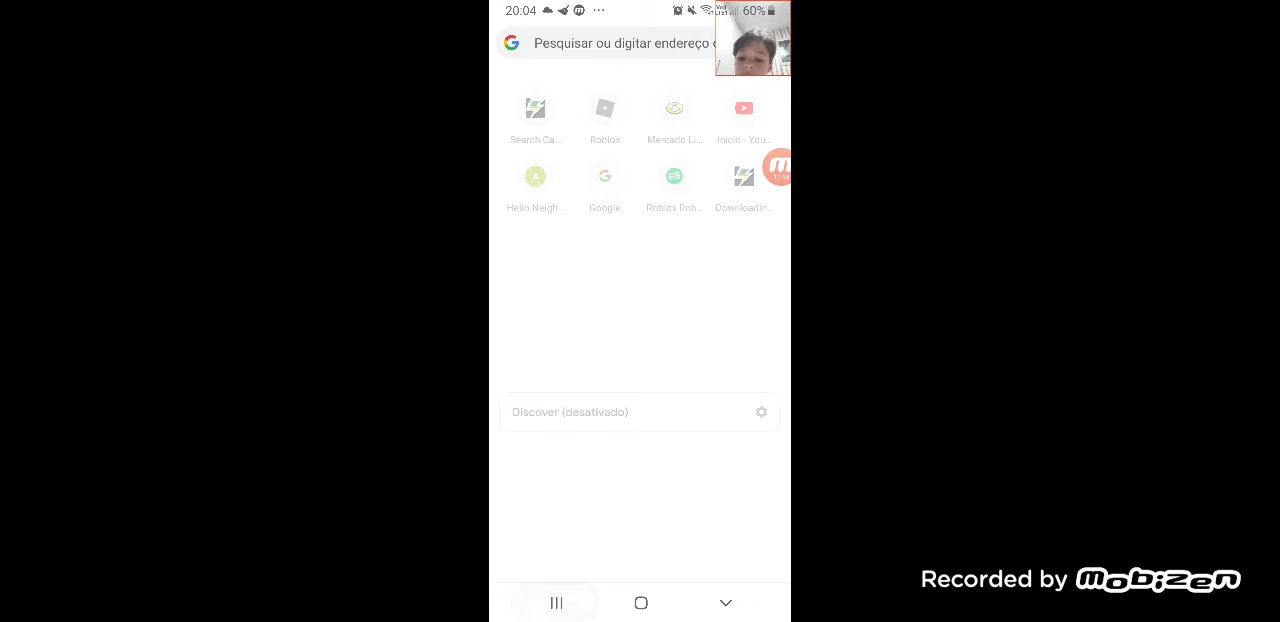 20:04
60%
Pesquisar ou digitar endereço
Search Ga... Roblox Mercado Li... Início - You...
A
Hello Neigh... Google Roblox Rob... Downloadin...
Discover (desativado)
Recorded by mobizen